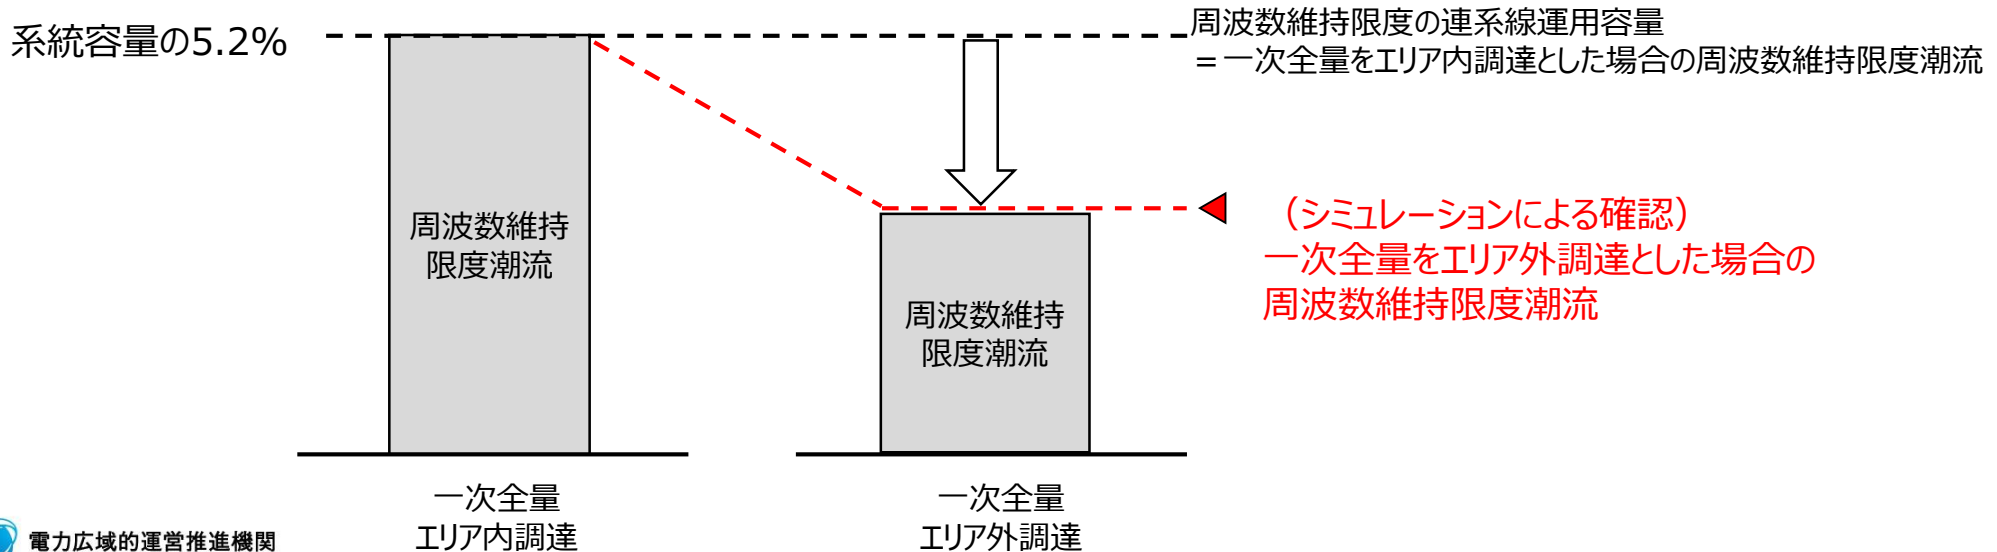 系統容量の5.2%
周波数維持限度の連系線運用容量
=一次全量をエリア内調達とした場合の周波数維持限度潮流
周波数維持
限度潮流
周波数維持
限度潮流
(シミュレーションによる確認)
一次全量をエリア外調達とした場合の
周波数維持限度潮流
一次全量
エリア内調達
一次全量
エリア外調達
電力広域的運営推進機関